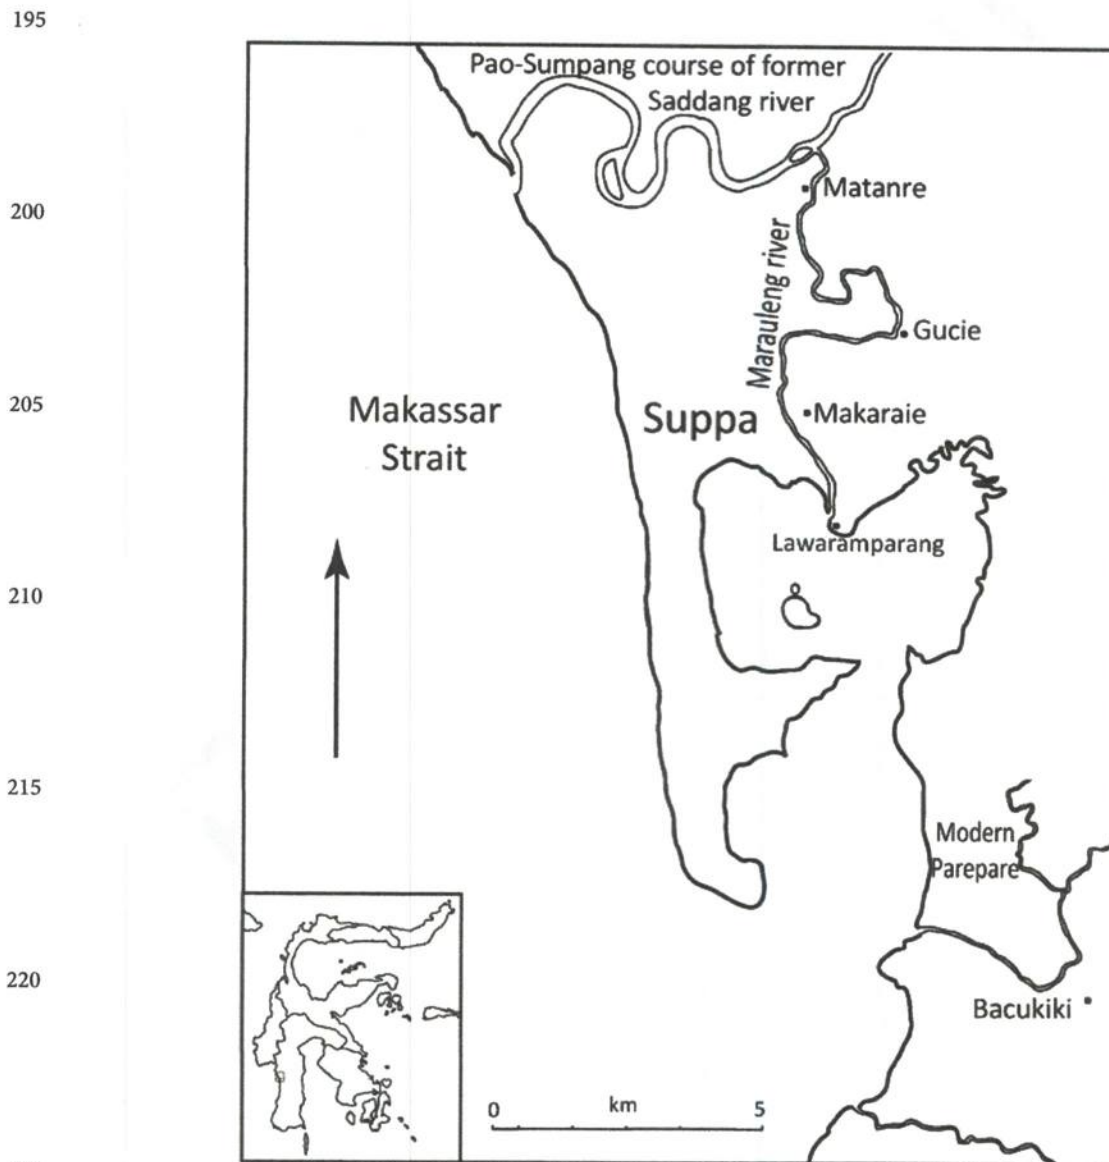 195
Pao-Sumpang course of former
Saddang river
Matanre
200
Marauleng river
Gucie
205
Makassar
Strait
Suppa
Makaraie
Lawaramparang
210
215
Modern
Parepare
220
Bacukiki
0 km 5